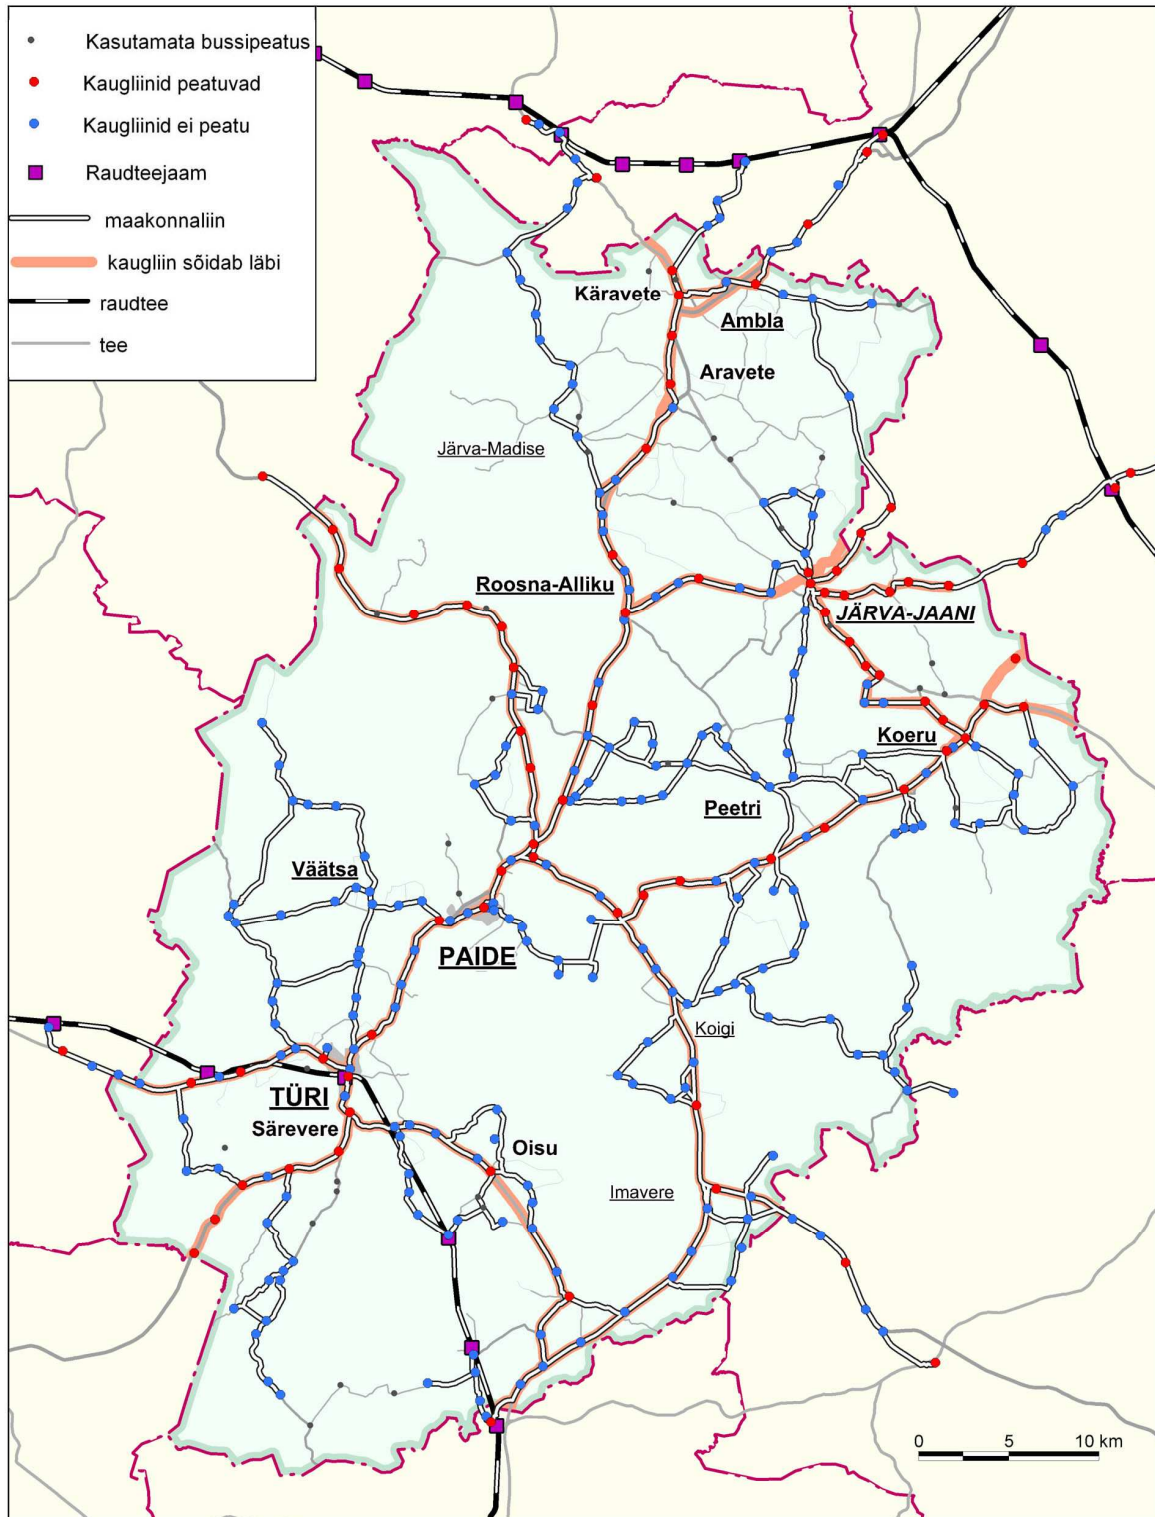 Kasutamata bussipeatus
Kaugliinid peatuvad
Kaugliinid ei peatu
Raudteejaam
maakonnaliin
kaugliin sõidab läbi
raudtee
tee
Käravete
Ambla
Aravete
Järva-Madise
Roosna-Alliku
JÄRVA-JAANI
Koeru
Peetri
Väätsa
PAIDE
Koigi
TÜRI
Särevere
Oisu
Imavere
0 5 10 km